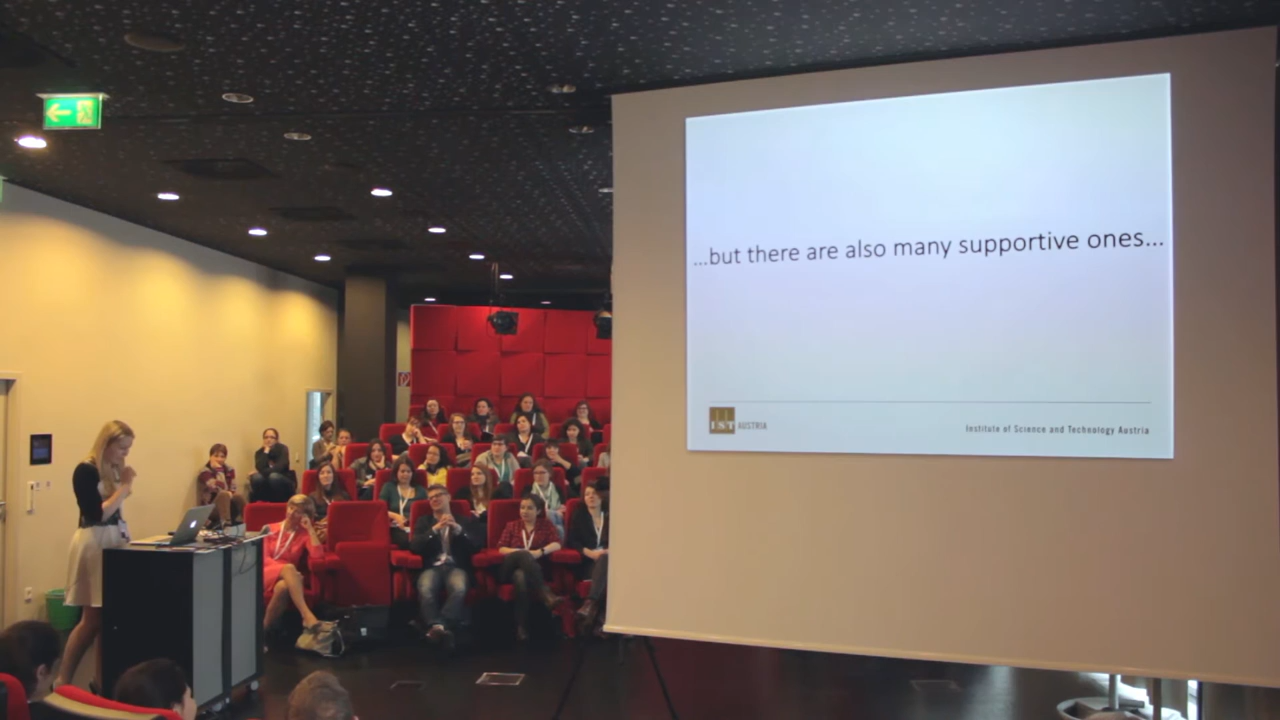 ...but there are also many supportive ones...
IST AUSTRIA
Institute of Science and Technology Austria